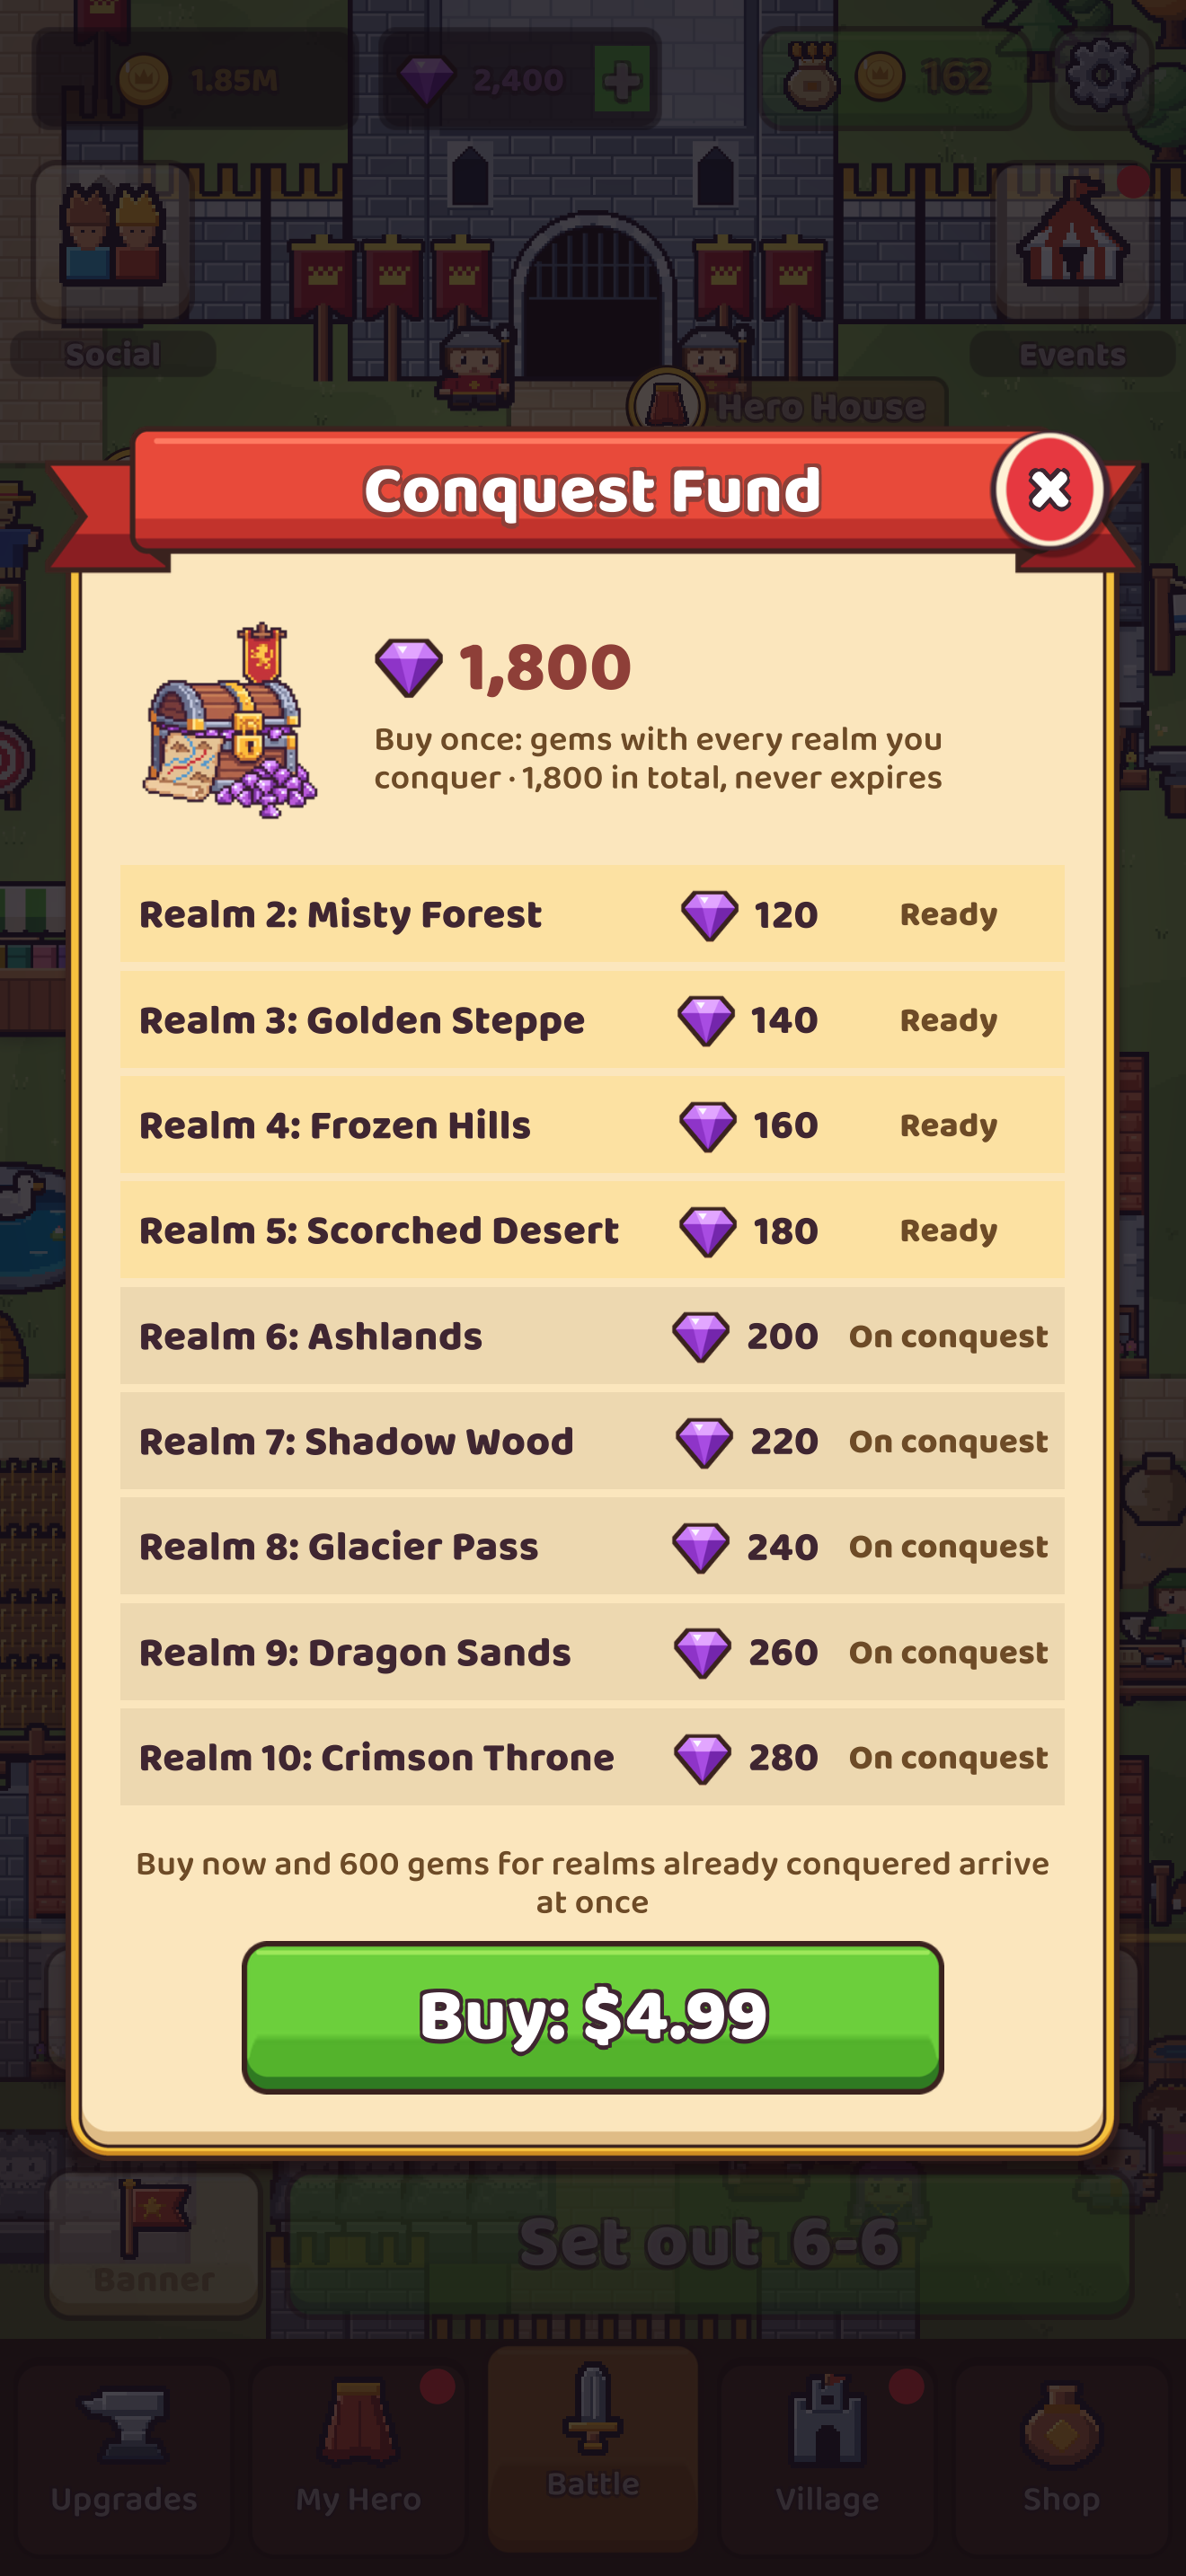 1.85M
2,400
162
Social
Events
Hero House
Conquest Fund
1,800
Buy once: gems with every realm you
conquer · 1,800 in total, never expires
Realm 2: Misty Forest 120 Ready
Realm 3: Golden Steppe 140 Ready
Realm 4: Frozen Hills 160 Ready
Realm 5: Scorched Desert 180 Ready
Realm 6: Ashlands 200 On conquest
Realm 7: Shadow Wood 220 On conquest
Realm 8: Glacier Pass 240 On conquest
Realm 9: Dragon Sands 260 On conquest
Realm 10: Crimson Throne 280 On conquest
Buy now and 600 gems for realms already conquered arrive
at once
Buy: $4.99
Banner
Set out 6-6
Upgrades
My Hero
Battle
Village
Shop